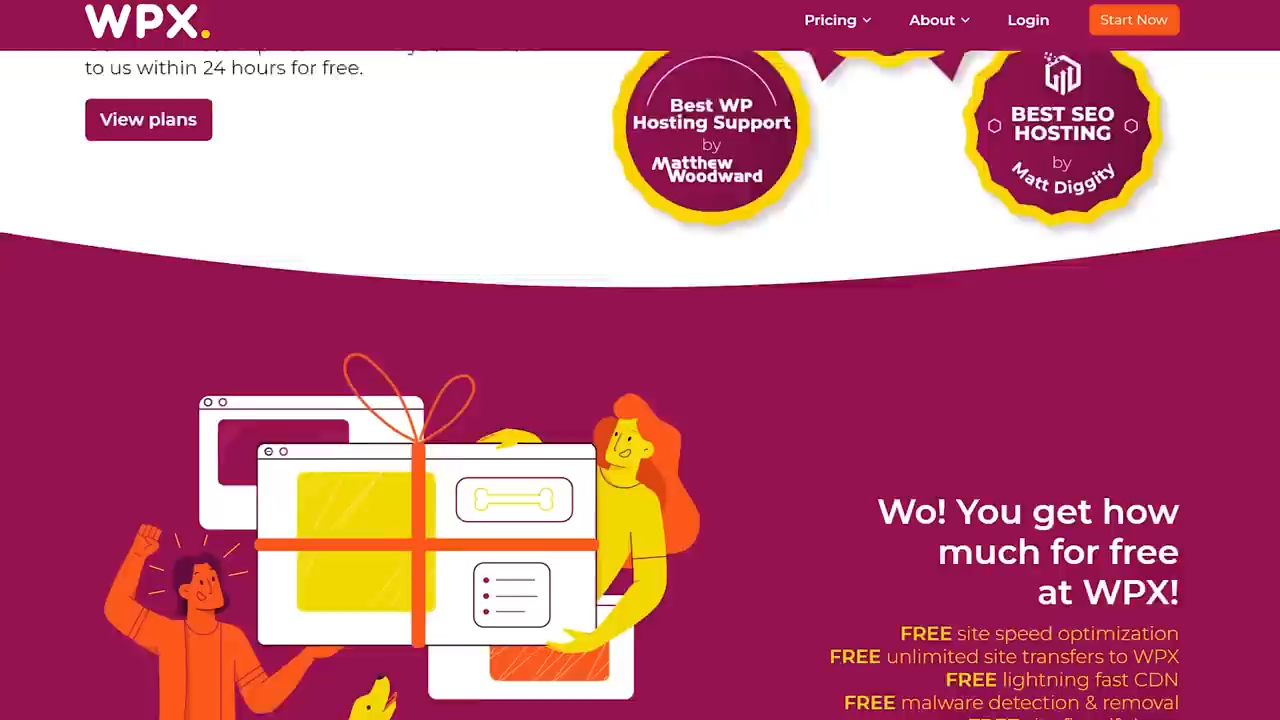 WPX.
Pricing
About
Login
Start Now
to us within 24 hours for free.
View plans
Best WP
Hosting Support
by
Matthew
Woodward
BEST SEO
HOSTING
by
Matt Diggity
Wo! You get how
much for free
at WPX!
FREE site speed optimization
FREE unlimited site transfers to WPX
FREE lightning fast CDN
FREE malware detection & removal